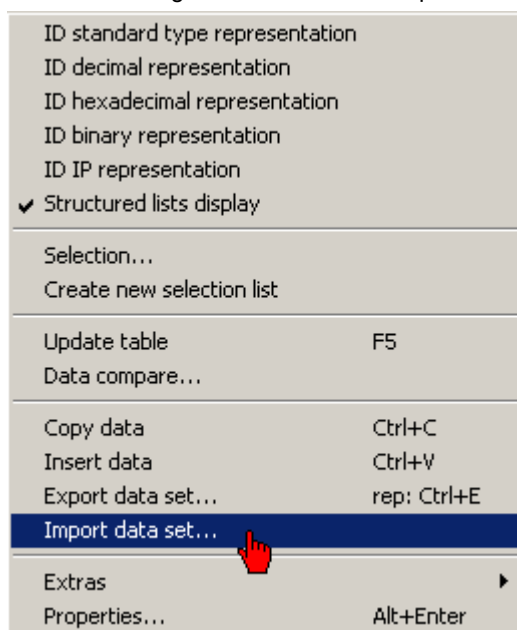 ID standard type representation
ID decimal representation
ID hexadecimal representation
ID binary representation
ID IP representation
Structured lists display
Selection...
Create new selection list
Update table F5
Data compare...
Copy data Ctrl+C
Insert data Ctrl+V
Export data set... rep: Ctrl+E
Import data set...
Extras
Properties... Alt+Enter